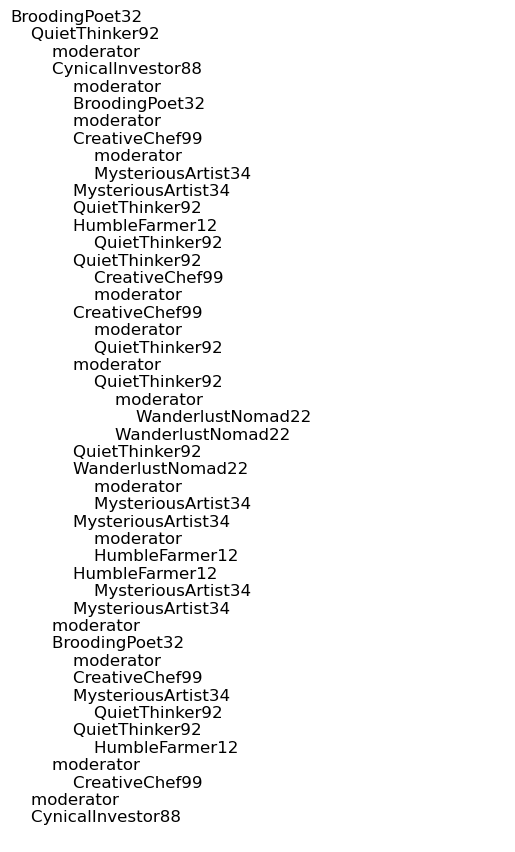 BroodingPoet32
    QuietThinker92
        moderator
        CynicalInvestor88
            moderator
            BroodingPoet32
            moderator
            CreativeChef99
                moderator
                MysteriousArtist34
            MysteriousArtist34
            QuietThinker92
            HumbleFarmer12
                QuietThinker92
            QuietThinker92
                CreativeChef99
                moderator
            CreativeChef99
                moderator
                QuietThinker92
            moderator
                QuietThinker92
                    moderator
                        WanderlustNomad22
                    WanderlustNomad22
            QuietThinker92
            WanderlustNomad22
                moderator
                MysteriousArtist34
            MysteriousArtist34
                moderator
                HumbleFarmer12
            HumbleFarmer12
                MysteriousArtist34
            MysteriousArtist34
        moderator
        BroodingPoet32
            moderator
            CreativeChef99
            MysteriousArtist34
                QuietThinker92
            QuietThinker92
                HumbleFarmer12
        moderator
            CreativeChef99
    moderator
    CynicalInvestor88